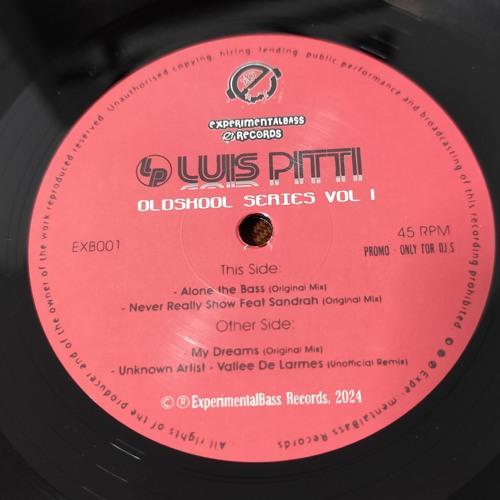 EXPERIMENTALBASS
RECORDS
LP LUIS PITTI
OLDSKOOL SERIES VOL 1
EXB001
45 RPM
PROMO - ONLY FOR DJ.S
This Side:
- Alone the Bass (Original Mix)
- Never Really Show Feat Sandrah (Original Mix)
Other Side:
- My Dreams (Original Mix)
- Unknown Artist - Vallee De Larmes (Unofficial Remix)
© ® ExperimentalBass Records, 2024
All rights of the producer and of the owner of the work reproduced reserved. Unauthorised copying, hiring, lending, public performance and broadcasting of this recording prohibited
ExperimentalBass Records